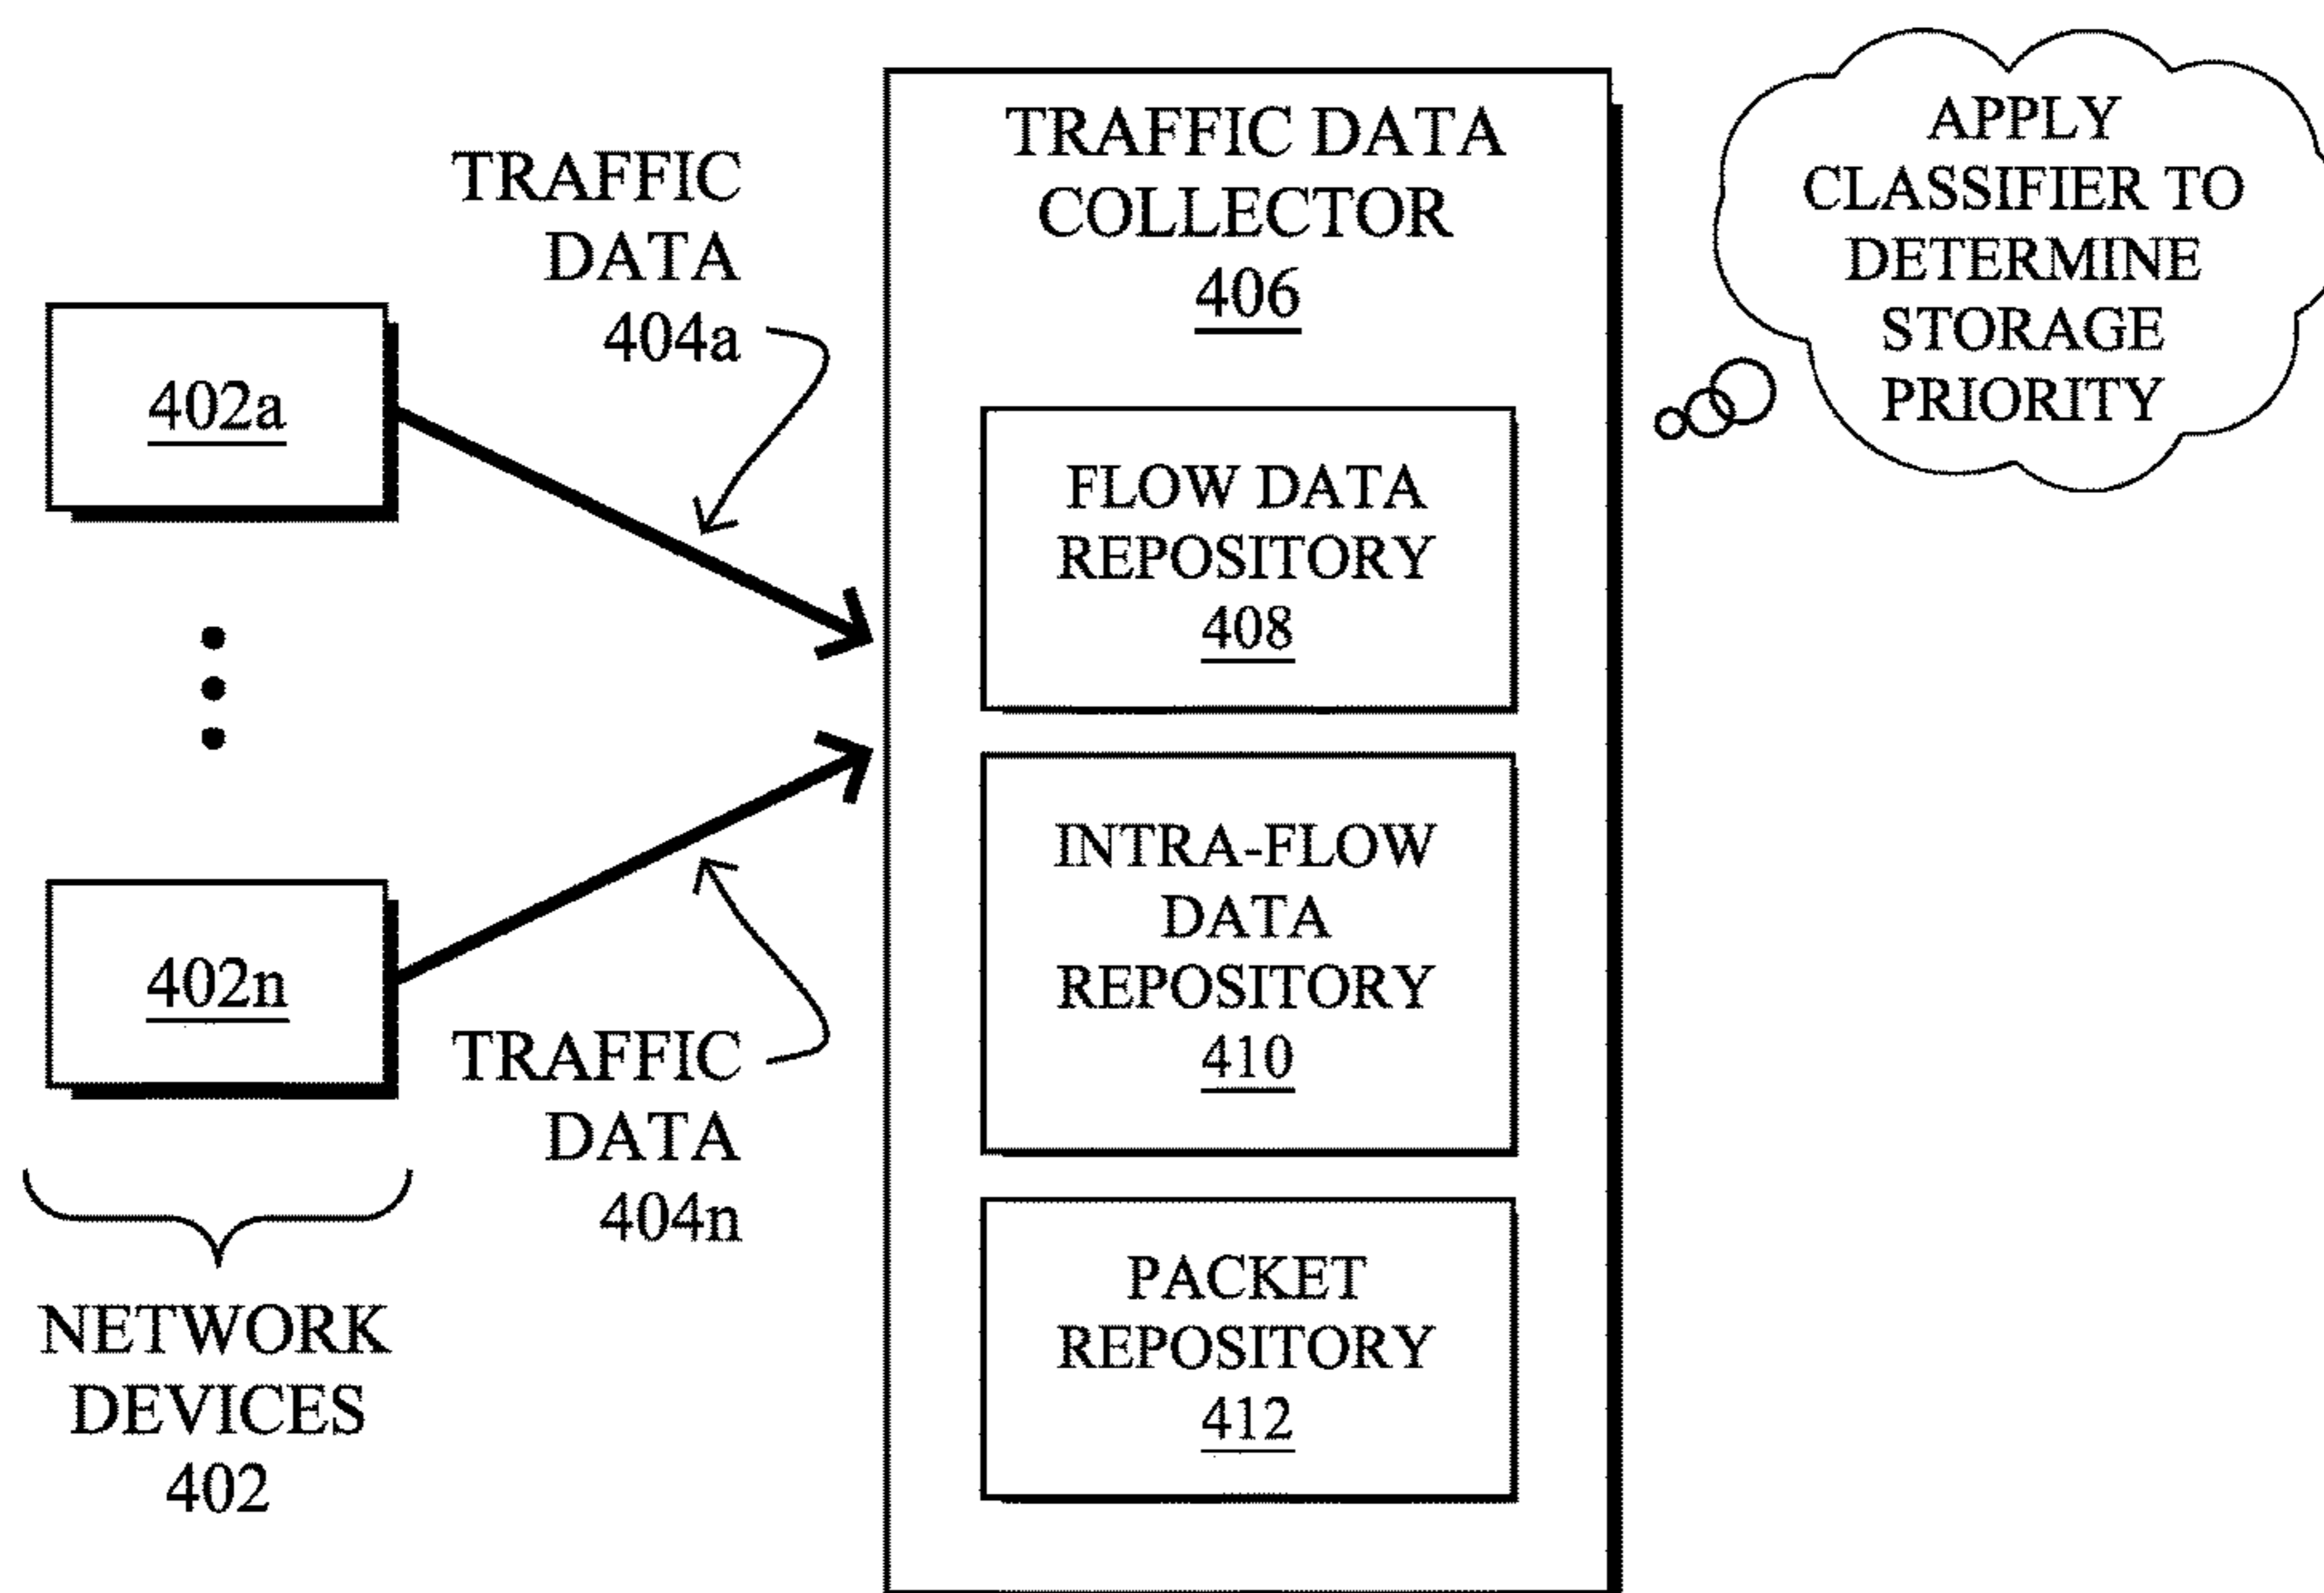 TRAFFIC
DATA
404a
402a
402n
TRAFFIC
DATA
404n
NETWORK
DEVICES
402
TRAFFIC DATA
COLLECTOR
406
FLOW DATA
REPOSITORY
408
INTRA-FLOW
DATA
REPOSITORY
410
PACKET
REPOSITORY
412
APPLY
CLASSIFIER TO
DETERMINE
STORAGE
PRIORITY